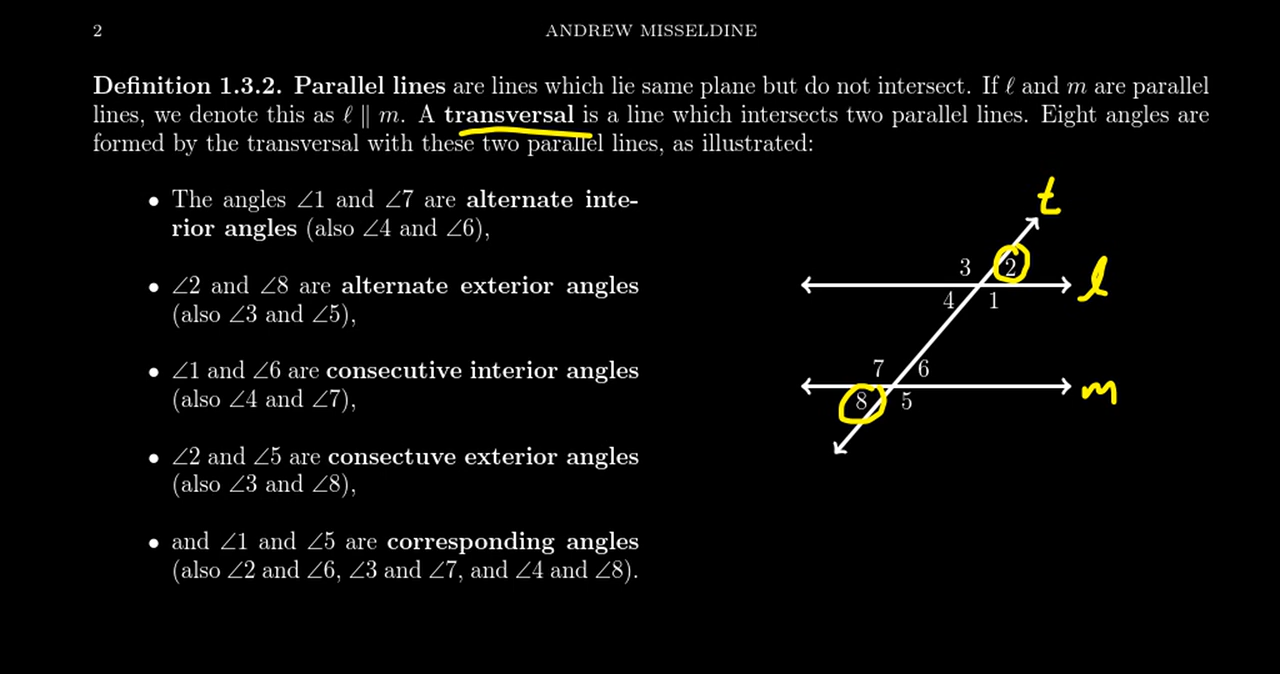 2
ANDREW MISSELDINE
Definition 1.3.2. Parallel lines are lines which lie same plane but do not intersect. If ℓ and m are parallel
lines, we denote this as ℓ ∥ m. A transversal is a line which intersects two parallel lines. Eight angles are
formed by the transversal with these two parallel lines, as illustrated:
• The angles ∠1 and ∠7 are alternate inte-
rior angles (also ∠4 and ∠6),
• ∠2 and ∠8 are alternate exterior angles
(also ∠3 and ∠5),
• ∠1 and ∠6 are consecutive interior angles
(also ∠4 and ∠7),
• ∠2 and ∠5 are consectuve exterior angles
(also ∠3 and ∠8),
• and ∠1 and ∠5 are corresponding angles
(also ∠2 and ∠6, ∠3 and ∠7, and ∠4 and ∠8).
t
3 2
ℓ
4 1
7 6
m
8 5